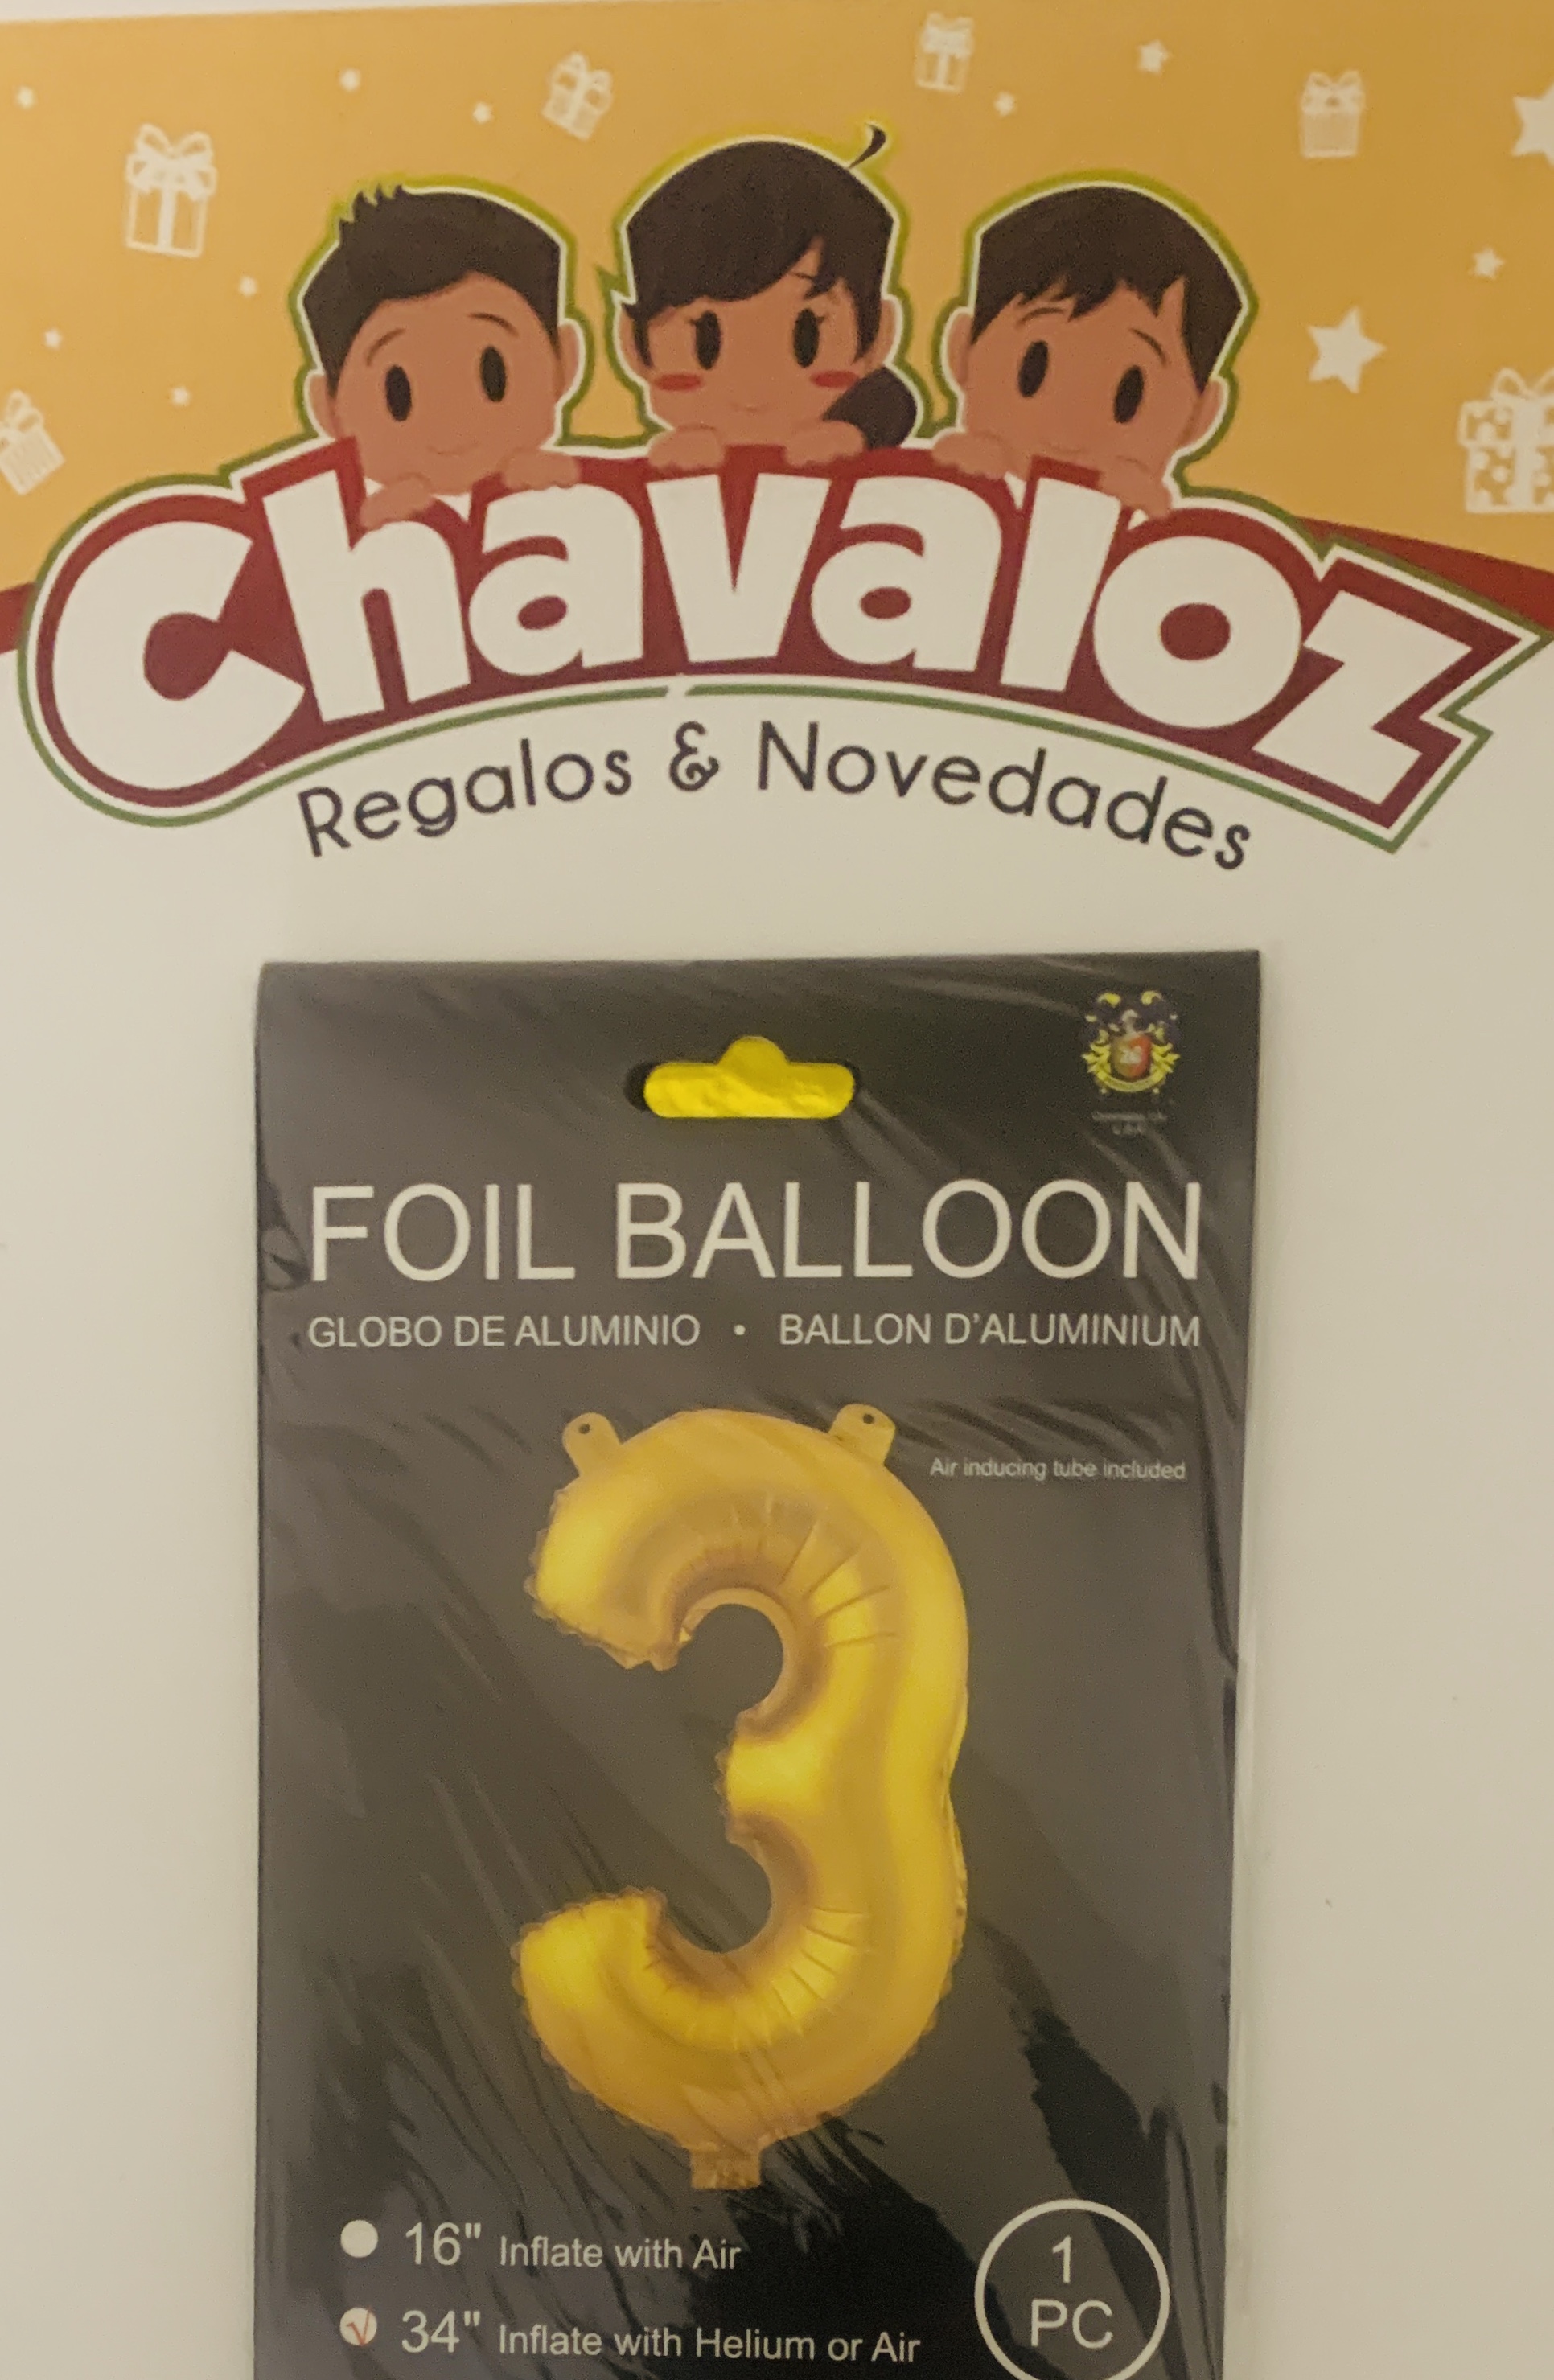 Chavaloz
Regalos & Novedades
FOIL BALLOON
GLOBO DE ALUMINIO • BALLON D'ALUMINIUM
Air inducing tube included
16" Inflate with Air
34" Inflate with Helium or Air
1
PC